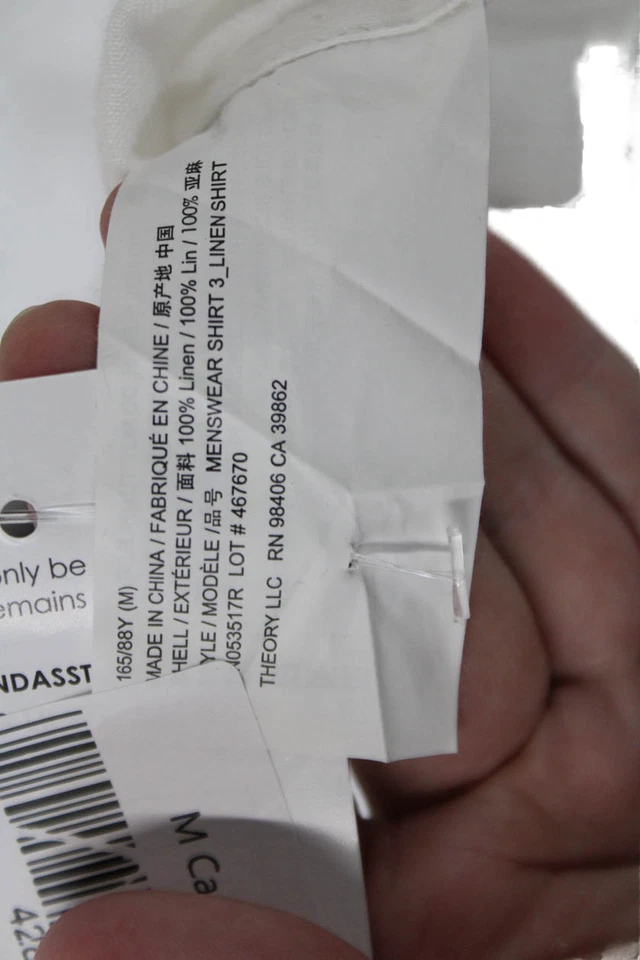 165/88Y (M)
MADE IN CHINA / FABRIQUÉ EN CHINE / 原产地 中国
HELL / EXTÉRIEUR / 面料 100% Linen / 100% Lin / 100% 亚麻
YLE / MODÈLE /品号 MENSWEAR SHIRT 3_LINEN SHIRT
N053517R LOT # 467670
THEORY LLC RN 98406 CA 39862
only be
emains
NDASST
M Ca
428